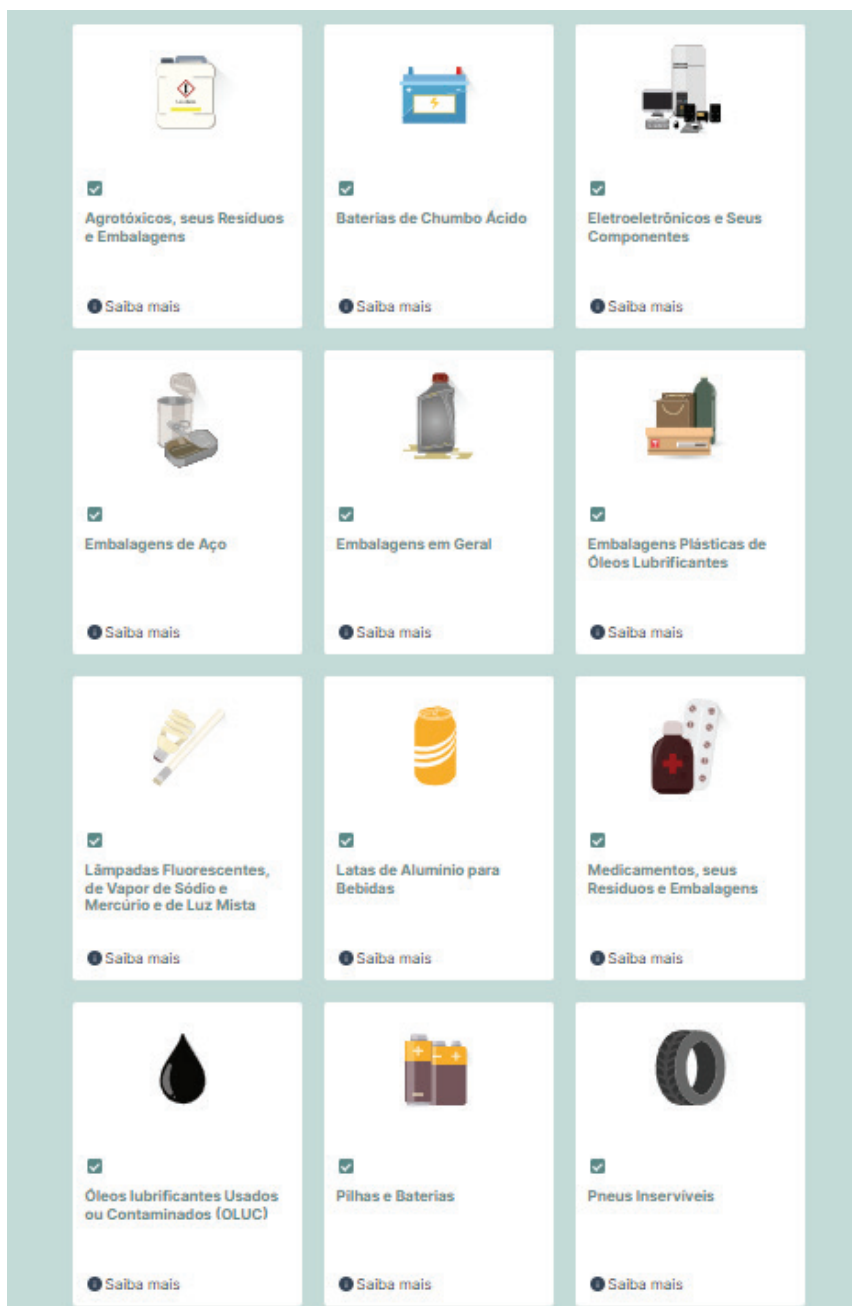 Agrotóxicos, seus Resíduos
e Embalagens
Saiba mais
Baterias de Chumbo Ácido
Saiba mais
Eletroeletrônicos e Seus
Componentes
Saiba mais
Embalagens de Aço
Saiba mais
Embalagens em Geral
Saiba mais
Embalagens Plásticas de
Óleos Lubrificantes
Saiba mais
Lâmpadas Fluorescentes,
de Vapor de Sódio e
Mercúrio e de Luz Mista
Saiba mais
Latas de Alumínio para
Bebidas
Saiba mais
Medicamentos, seus
Resíduos e Embalagens
Saiba mais
Óleos lubrificantes Usados
ou Contaminados (OLUC)
Saiba mais
Pilhas e Baterias
Saiba mais
Pneus Inservíveis
Saiba mais